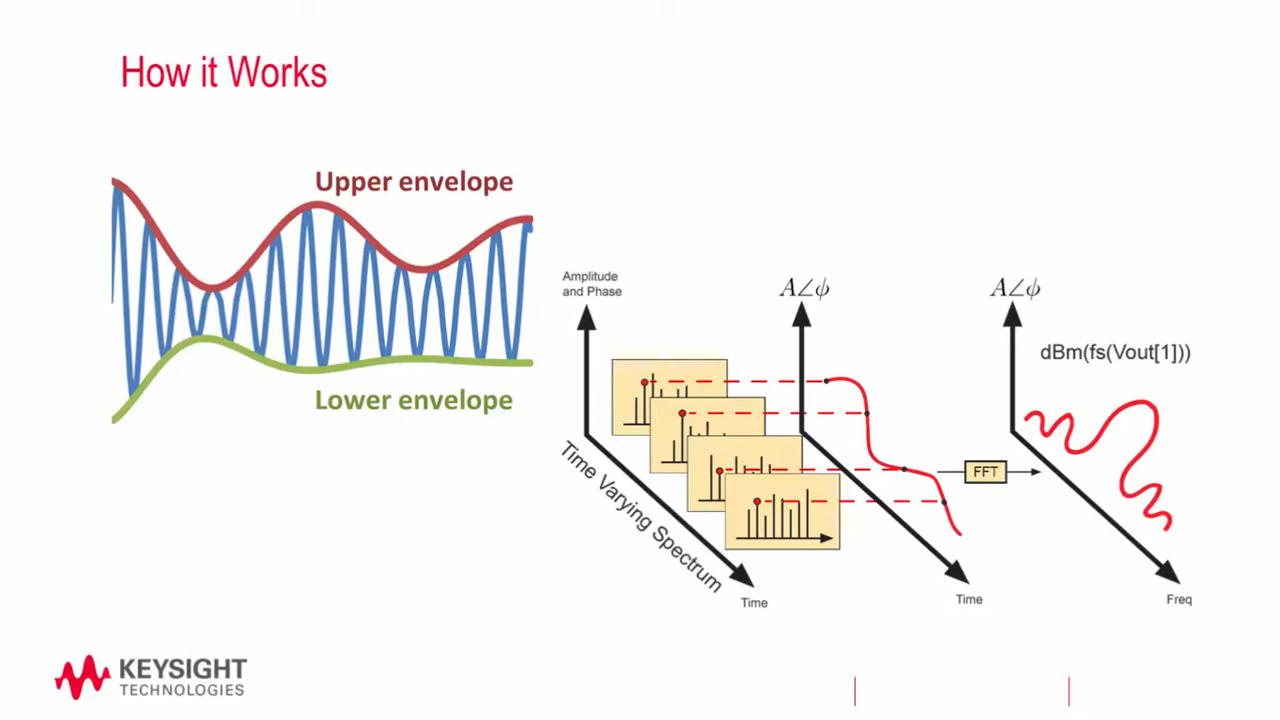 How it Works
Upper envelope
Lower envelope
Amplitude
and Phase
Time Varying Spectrum
Time
A∠ϕ
Time
FFT
A∠ϕ
dBm(fs(Vout[1]))
Freq
KEYSIGHT
TECHNOLOGIES